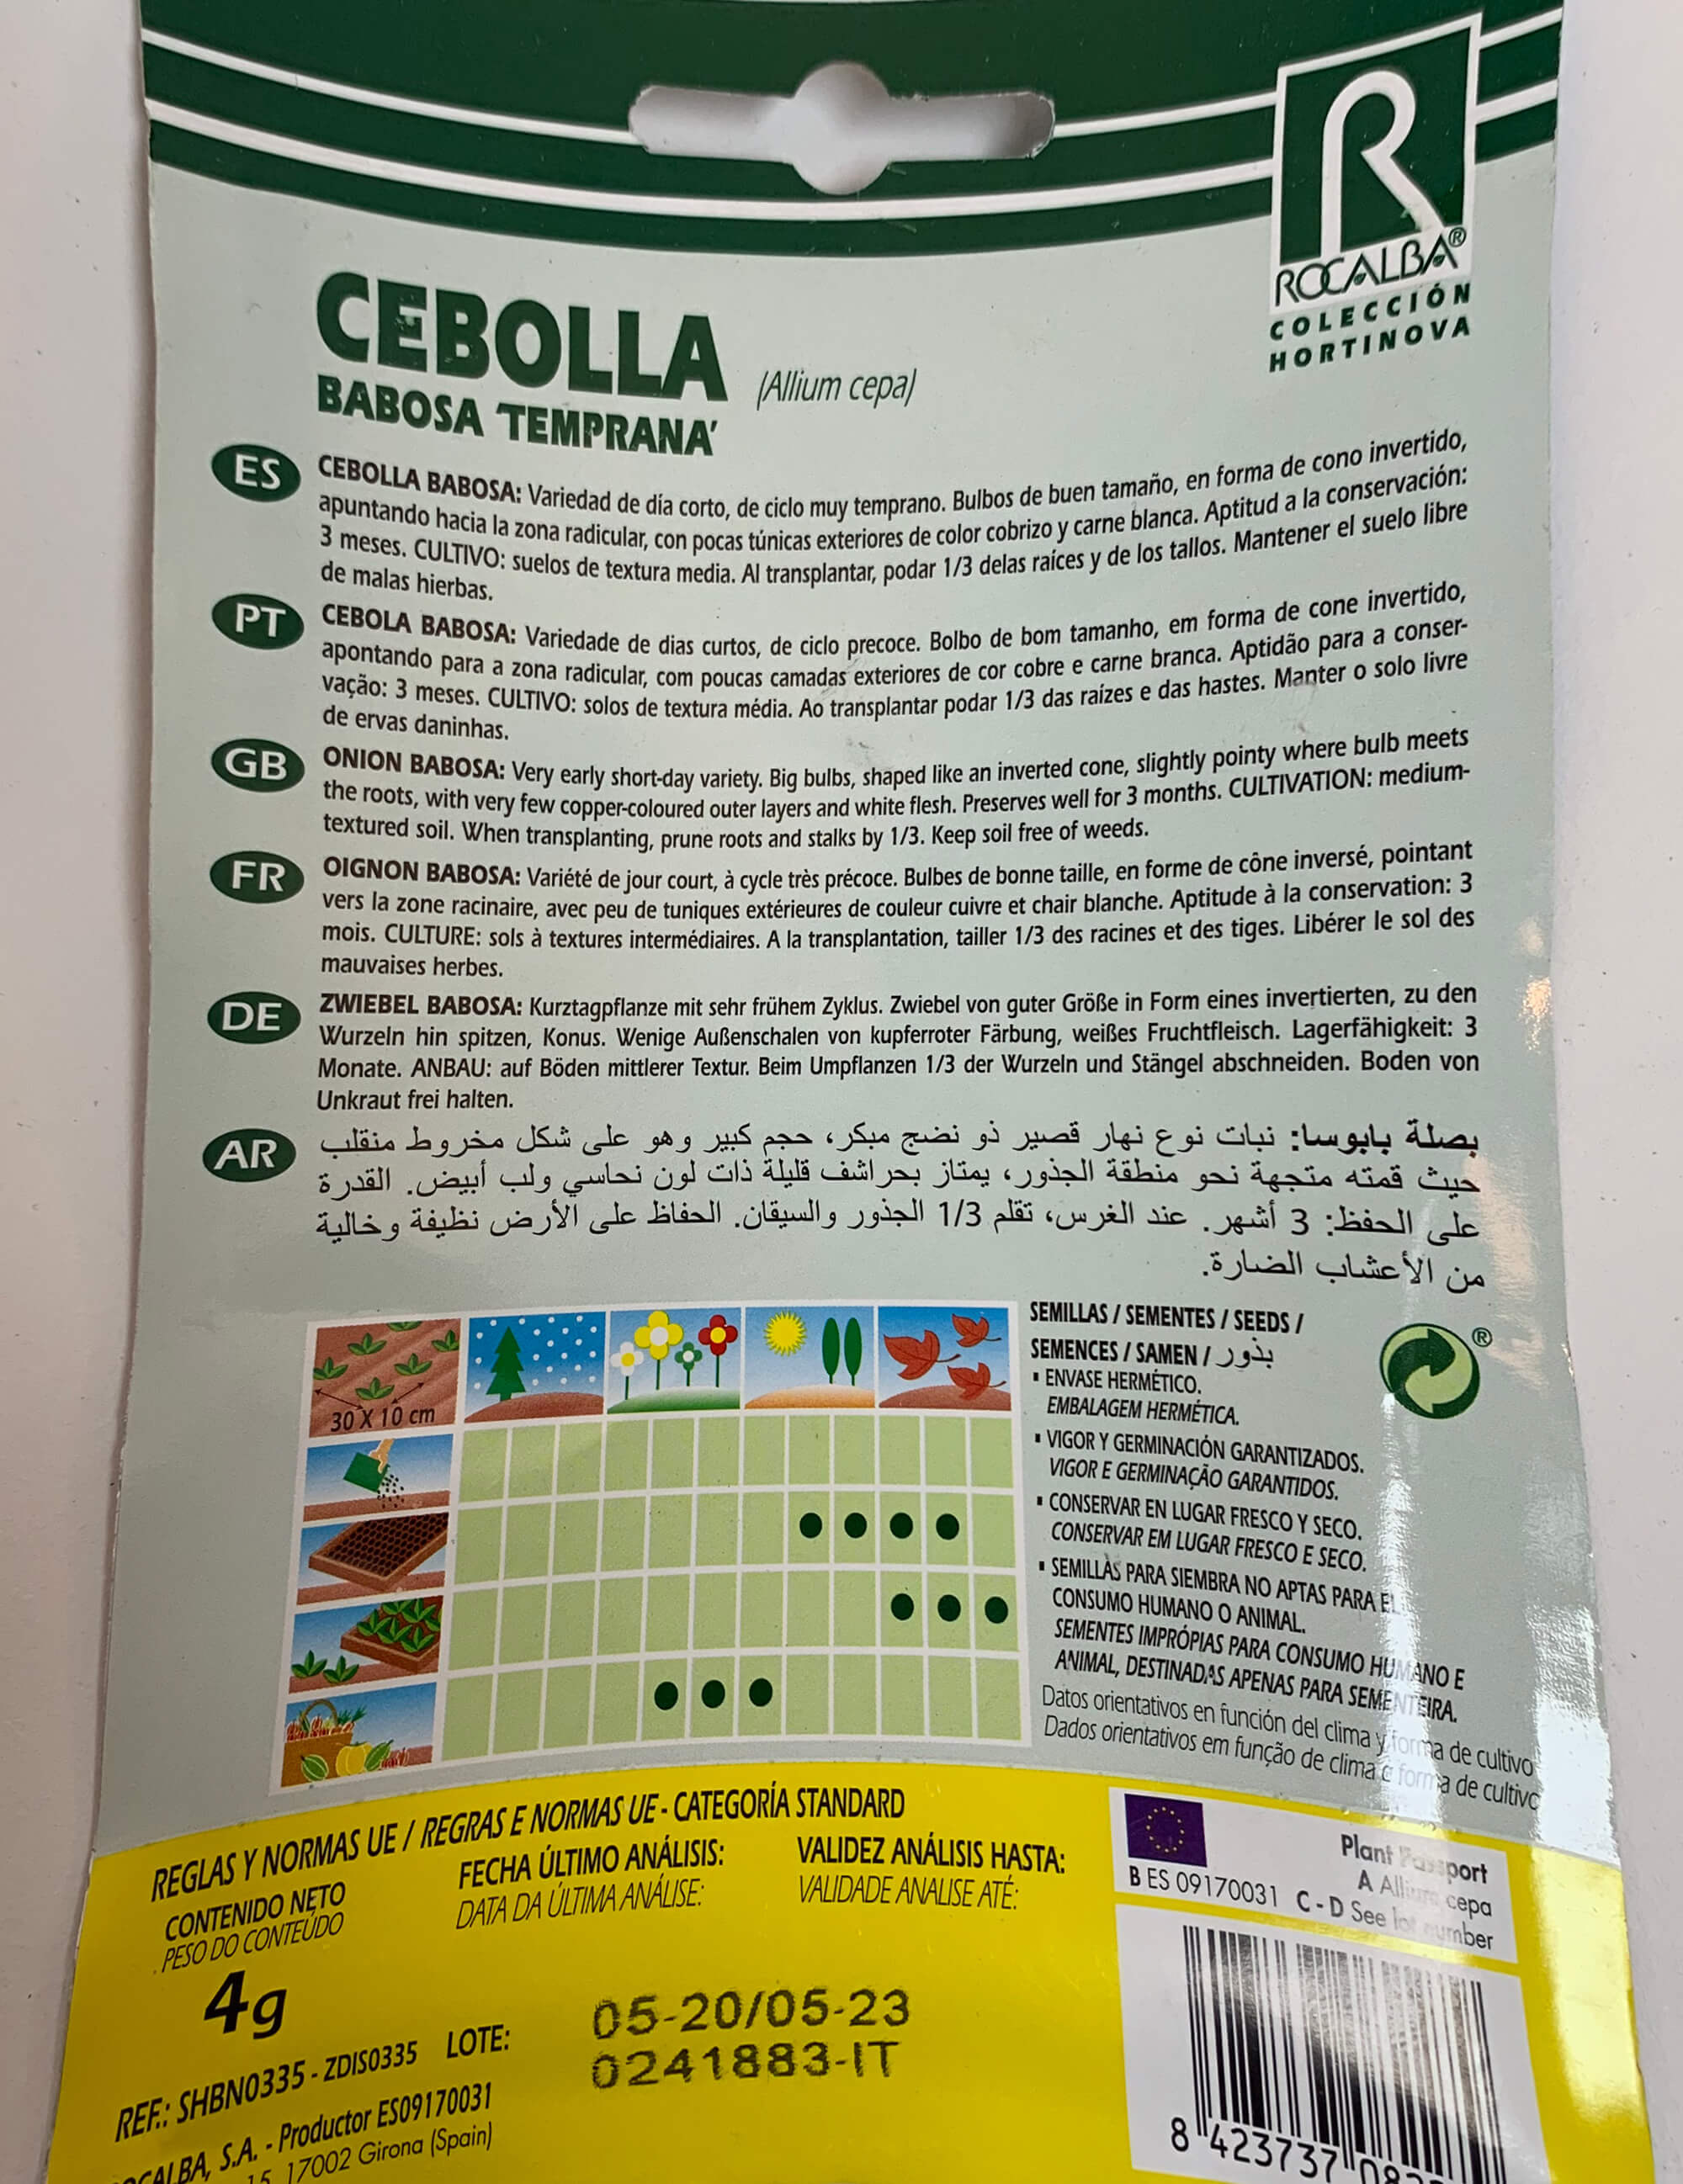 ROCALBA®
COLECCIÓN
HORTINOVA
CEBOLLA
(Allium cepa)
BABOSA ‘TEMPRANA’
ES
CEBOLLA BABOSA: Variedad de día corto, de ciclo muy temprano. Bulbos de buen tamaño, en forma de cono invertido,
apuntando hacia la zona radicular, con pocas túnicas exteriores de color cobrizo y carne blanca. Aptitud a la conservación:
3 meses. CULTIVO: suelos de textura media. Al transplantar, podar 1/3 delas raíces y de los tallos. Mantener el suelo libre
de malas hierbas.
PT
CEBOLA BABOSA: Variedade de dias curtos, de ciclo precoce. Bolbo de bom tamanho, em forma de cone invertido,
apontando para a zona radicular, com poucas camadas exteriores de cor cobre e carne branca. Aptidão para a conser-
vação: 3 meses. CULTIVO: solos de textura média. Ao transplantar podar 1/3 das raízes e das hastes. Manter o solo livre
de ervas daninhas.
GB
ONION BABOSA: Very early short-day variety. Big bulbs, shaped like an inverted cone, slightly pointy where bulb meets
the roots, with very few copper-coloured outer layers and white flesh. Preserves well for 3 months. CULTIVATION: medium-
textured soil. When transplanting, prune roots and stalks by 1/3. Keep soil free of weeds.
FR
OIGNON BABOSA: Variété de jour court, à cycle très précoce. Bulbes de bonne taille, en forme de cône inversé, pointant
vers la zone racinaire, avec peu de tuniques extérieures de couleur cuivre et chair blanche. Aptitude à la conservation: 3
mois. CULTURE: sols à textures intermédiaires. A la transplantation, tailler 1/3 des racines et des tiges. Libérer le sol des
mauvaises herbes.
DE
ZWIEBEL BABOSA: Kurztagpflanze mit sehr frühem Zyklus. Zwiebel von guter Größe in Form eines invertierten, zu den
Wurzeln hin spitzen, Konus. Wenige Außenschalen von kupferroter Färbung, weißes Fruchtfleisch. Lagerfähigkeit: 3
Monate. ANBAU: auf Böden mittlerer Textur. Beim Umpflanzen 1/3 der Wurzeln und Stängel abschneiden. Boden von
Unkraut frei halten.
AR
بصلة بابوسا: نبات نوع نهار قصير ذو نضج مبكر، حجم كبير وهو على شكل مخروط منقلب
حيث قمته متجهة نحو منطقة الجذور، يمتاز بحراشف قليلة ذات لون نحاسي ولب أبيض. القدرة
على الحفظ: 3 أشهر. عند الغرس، تقلم 1/3 الجذور والسيقان. الحفاظ على الأرض نظيفة وخالية
من الأعشاب الضارة.
30 X 10 cm
SEMILLAS / SEMENTES / SEEDS /
SEMENCES / SAMEN / بذور
®
▪ ENVASE HERMÉTICO.
EMBALAGEM HERMÉTICA.
▪ VIGOR Y GERMINACIÓN GARANTIZADOS.
VIGOR E GERMINAÇÃO GARANTIDOS.
▪ CONSERVAR EN LUGAR FRESCO Y SECO.
CONSERVAR EM LUGAR FRESCO E SECO.
▪ SEMILLAS PARA SIEMBRA NO APTAS PARA EL
CONSUMO HUMANO O ANIMAL.
SEMENTES IMPRÓPIAS PARA CONSUMO HUMANO E
ANIMAL, DESTINADAS APENAS PARA SEMENTEIRA.
Datos orientativos en función del clima y forma de cultivo
Dados orientativos em função de clima e forma de cultivo
REGLAS Y NORMAS UE / REGRAS E NORMAS UE - CATEGORÍA STANDARD
CONTENIDO NETO
PESO DO CONTEÚDO
4g
FECHA ÚLTIMO ANÁLISIS:
DATA DA ÚLTIMA ANÁLISE:
VALIDEZ ANÁLISIS HASTA:
VALIDADE ANALISE ATÉ:
Plant Passport
A Allium cepa
B ES 09170031 C - D See lot number
05-20/05-23
0241883-IT
REF.: SHBN0335 - ZDIS0335 LOTE:
ROCALBA, S.A. - Productor ES09170031
17002 Girona (Spain)
8 423737